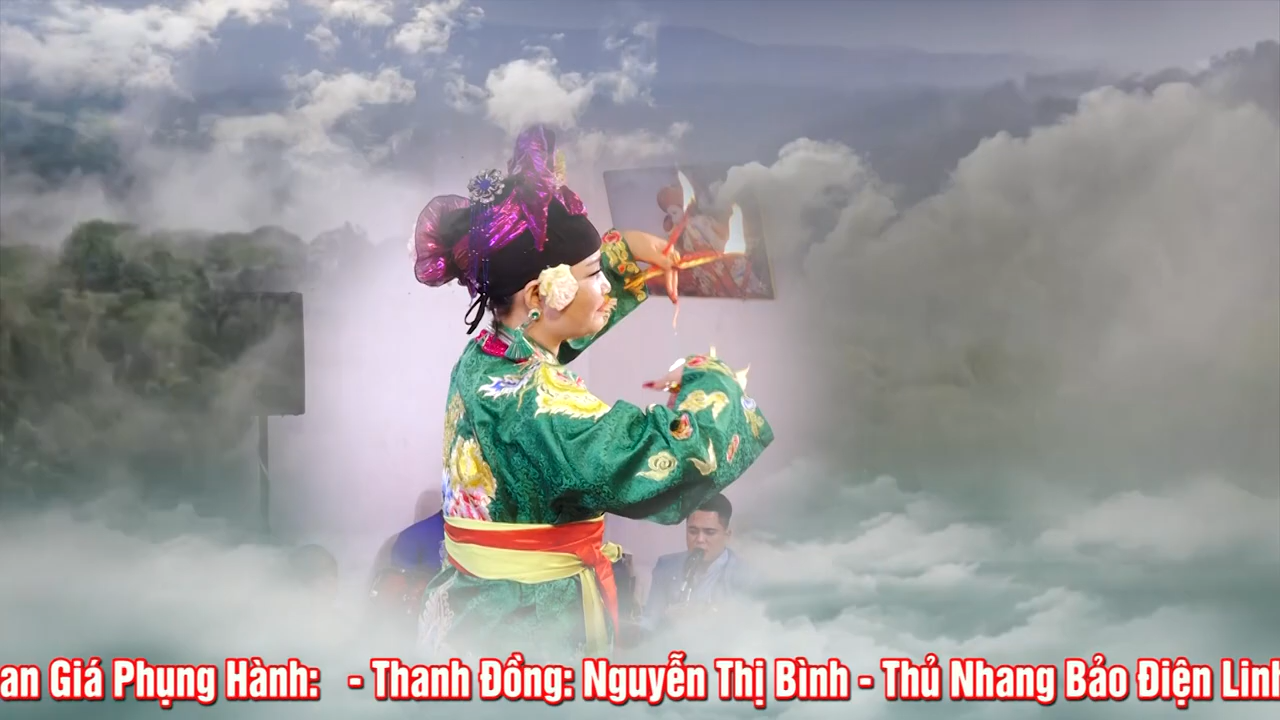 an Giá Phụng Hành: - Thanh Đồng: Nguyễn Thị Bình - Thủ Nhang Bảo Điện Linh